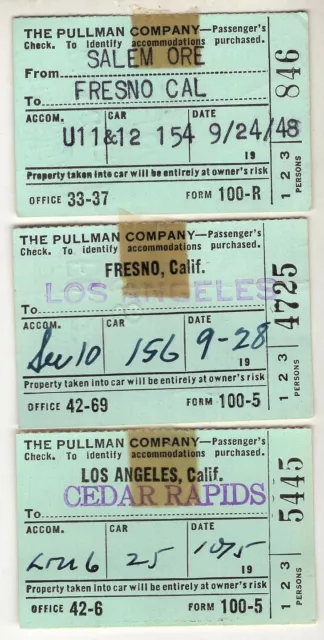 THE PULLMAN COMPANY—Passenger's
Check. To identify accommodations purchased.
SALEM ORE
From
FRESNO CAL
To
ACCOM. CAR DATE
U11&12 154 9/24/48
19
Property taken into car will be entirely at owner's risk
OFFICE 33-37 FORM 100-R
846
1 2 3
PERSONS
THE PULLMAN COMPANY—Passenger's
Check. To identify accommodations purchased.
FRESNO, Calif.
LOS ANGELES
To
ACCOM. CAR DATE
10 156 9-28
19
Property taken into car will be entirely at owner's risk
OFFICE 42-69 FORM 100-5
4725
1 2 3
PERSONS
THE PULLMAN COMPANY—Passenger's
Check. To identify accommodations purchased.
LOS ANGELES, Calif.
CEDAR RAPIDS
To
ACCOM. CAR DATE
6 25
19
Property taken into car will be entirely at owner's risk
OFFICE 42-6 FORM 100-5
5445
1 2 3
PERSONS